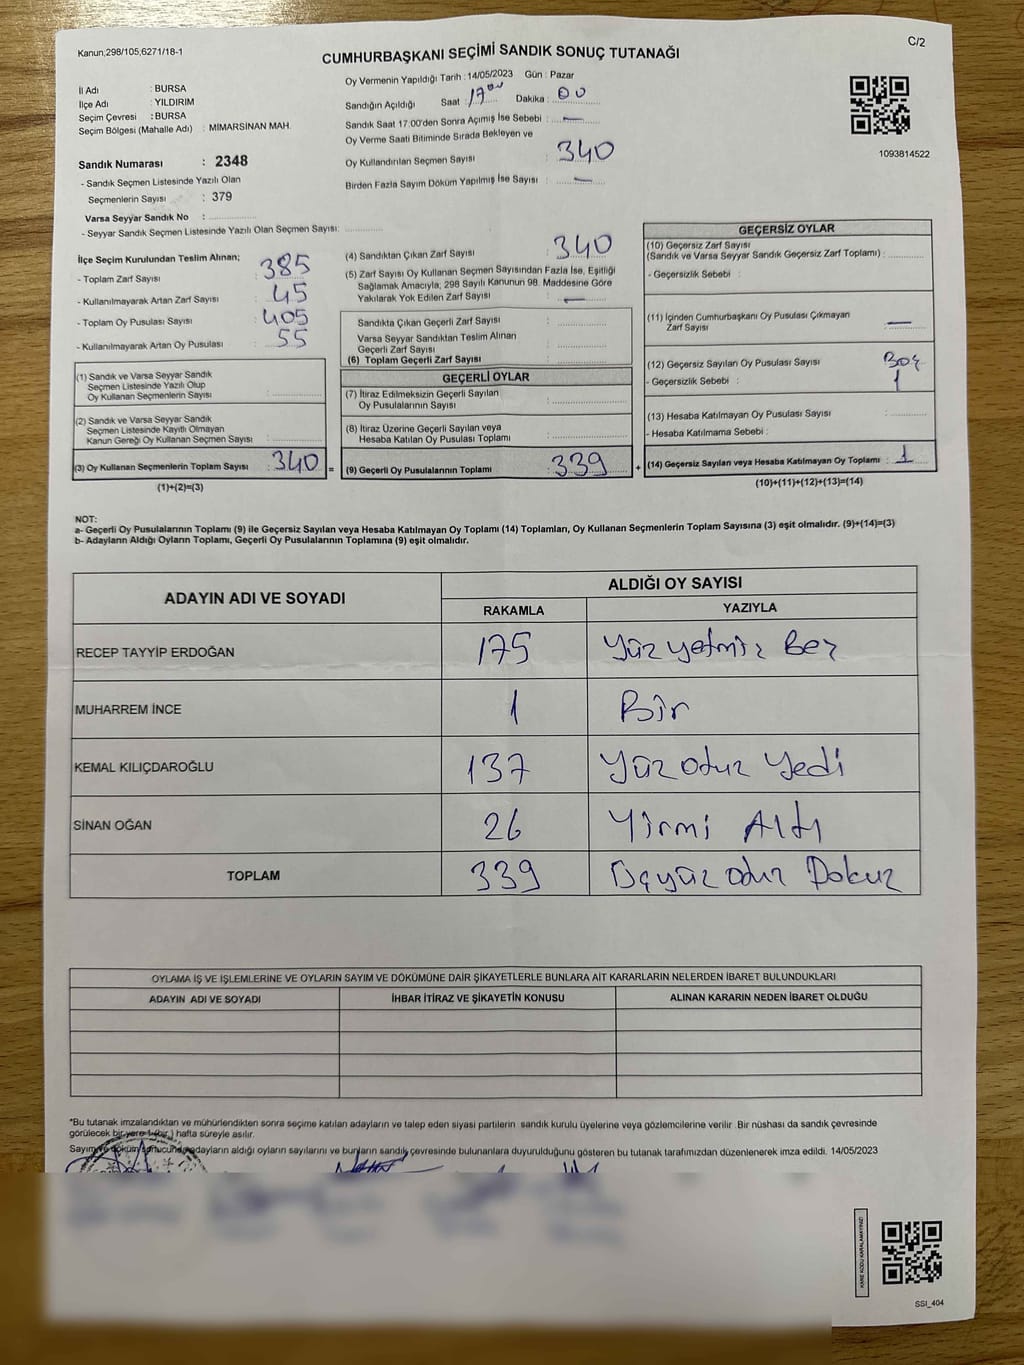 Kanun,298/105,6271/18-1
C/2
CUMHURBAŞKANI SEÇİMİ SANDIK SONUÇ TUTANAĞI
İl Adı : BURSA
İlçe Adı : YILDIRIM
Seçim Çevresi : BURSA
Seçim Bölgesi (Mahalle Adı) : MİMARSİNAN MAH.
Sandık Numarası : 2348
- Sandık Seçmen Listesinde Yazılı Olan
Seçmenlerin Sayısı : 379
Varsa Seyyar Sandık No :
- Seyyar Sandık Seçmen Listesinde Yazılı Olan Seçmen Sayısı:
Oy Vermenin Yapıldığı Tarih : 14/05/2023 Gün : Pazar
Sandığın Açıldığı Saat : 17 00 Dakika : 00
Sandık Saat 17:00'den Sonra Açımış İse Sebebi : —
Oy Verme Saati Bitiminde Sırada Bekleyen ve
Oy Kullandırılan Seçmen Sayısı : 340
Birden Fazla Sayım Döküm Yapılmış İse Sayısı : —
1093814522
İlçe Seçim Kurulundan Teslim Alınan;
- Toplam Zarf Sayısı : 385
- Kullanılmayarak Artan Zarf Sayısı : 45
- Toplam Oy Pusulası Sayısı : 405
- Kullanılmayarak Artan Oy Pusulası : 55
(1) Sandık ve Varsa Seyyar Sandık
Seçmen Listesinde Yazılı Olup
Oy Kullanan Seçmenlerin Sayısı :
(2) Sandık ve Varsa Seyyar Sandık
Seçmen Listesinde Kayıtlı Olmayan
Kanun Gereği Oy Kullanan Seçmen Sayısı :
(3) Oy Kullanan Seçmenlerin Toplam Sayısı : 340
(1)+(2)=(3)
(4) Sandıktan Çıkan Zarf Sayısı : 340
(5) Zarf Sayısı Oy Kullanan Seçmen Sayısından Fazla İse, Eşitliği
Sağlamak Amacıyla, 298 Sayılı Kanunun 98. Maddesine Göre
Yakılarak Yok Edilen Zarf Sayısı : —
Sandıkta Çıkan Geçerli Zarf Sayısı :
Varsa Seyyar Sandıktan Teslim Alınan
Geçerli Zarf Sayısı :
(6) Toplam Geçerli Zarf Sayısı :
GEÇERLİ OYLAR
(7) İtiraz Edilmeksizin Geçerli Sayılan
Oy Pusulalarının Sayısı :
(8) İtiraz Üzerine Geçerli Sayılan veya
Hesaba Katılan Oy Pusulası Toplamı :
= (9) Geçerli Oy Pusulalarının Toplamı : 339
GEÇERSİZ OYLAR
(10) Geçersiz Zarf Sayısı
(Sandık ve Varsa Seyyar Sandık Geçersiz Zarf Toplamı) :
- Geçersizlik Sebebi :
(11) İçinden Cumhurbaşkanı Oy Pusulası Çıkmayan
Zarf Sayısı : —
(12) Geçersiz Sayılan Oy Pusulası Sayısı : Boş
- Geçersizlik Sebebi : 1
(13) Hesaba Katılmayan Oy Pusulası Sayısı :
- Hesaba Katılmama Sebebi :
+ (14) Geçersiz Sayılan veya Hesaba Katılmayan Oy Toplamı : 1
(10)+(11)+(12)+(13)=(14)
NOT:
a- Geçerli Oy Pusulalarının Toplamı (9) ile Geçersiz Sayılan veya Hesaba Katılmayan Oy Toplamı (14) Toplamları, Oy Kullanan Seçmenlerin Toplam Sayısına (3) eşit olmalıdır. (9)+(14)=(3)
b- Adayların Aldığı Oyların Toplamı, Geçerli Oy Pusulalarının Toplamına (9) eşit olmalıdır.
ADAYIN ADI VE SOYADI
ALDIĞI OY SAYISI
RAKAMLA YAZIYLA
RECEP TAYYİP ERDOĞAN 175 Yüz yetmiş Beş
MUHARREM İNCE 1 Bir
KEMAL KILIÇDAROĞLU 137 Yüz otuz Yedi
SİNAN OĞAN 26 Yirmi Altı
TOPLAM 339 Üçyüz otuz Dokuz
OYLAMA İŞ VE İŞLEMLERİNE VE OYLARIN SAYIM VE DÖKÜMÜNE DAİR ŞİKAYETLERLE BUNLARA AİT KARARLARIN NELERDEN İBARET BULUNDUKLARI
ADAYIN ADI VE SOYADI İHBAR İTİRAZ VE ŞİKAYETİN KONUSU ALINAN KARARIN NEDEN İBARET OLDUĞU
*Bu tutanak imzalandıktan ve mühürlendikten sonra seçime katılan adayların ve talep eden siyasi partilerin sandık kurulu üyelerine veya gözlemcilerine verilir. Bir nüshası da sandık çevresinde
görülecek bir yere 1 (bir) hafta süreyle asılır.
Sayım ve döküm sonucunda adayların aldığı oyların sayılarını ve bunların sandık çevresinde bulunanlara duyurulduğunu gösteren bu tutanak tarafımızdan düzenlenerek imza edildi. 14/05/2023
KARE KODU KARALAMAYINIZ!
SSI_404